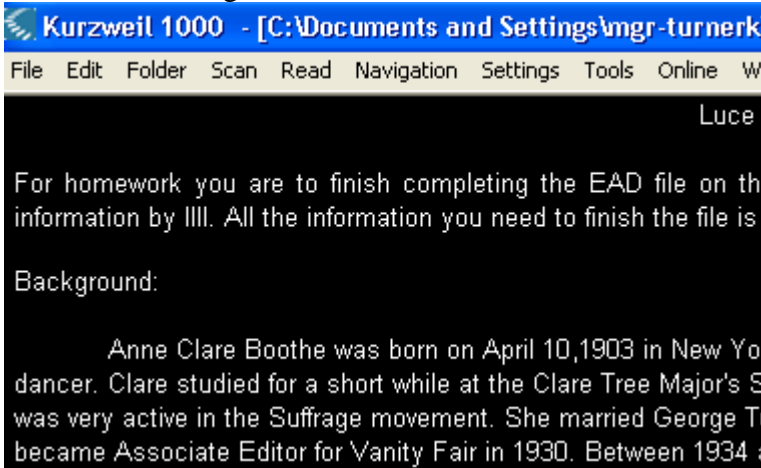 Kurzweil 1000 - [C:\Documents and Settings\mgr-turnerk
File Edit Folder Scan Read Navigation Settings Tools Online W
Luce
For homework you are to finish completing the EAD file on th
information by llll. All the information you need to finish the file is
Background:
Anne Clare Boothe was born on April 10,1903 in New Yo
dancer. Clare studied for a short while at the Clare Tree Major's S
was very active in the Suffrage movement. She married George T
became Associate Editor for Vanity Fair in 1930. Between 1934